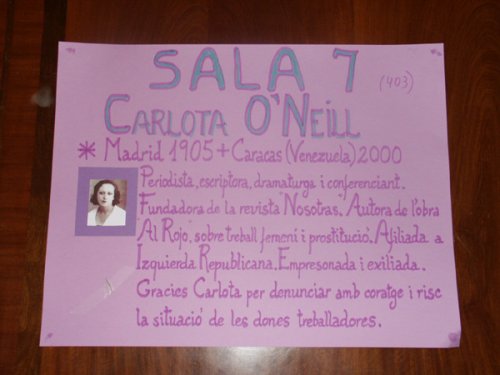 SALA 7 (403)
CARLOTA O'NEiLL
* Madrid 1905 + Caracas (Venezuela) 2000
Periodista, escriptora, dramaturga i conferenciant.
Fundadora de la revista "Nosotras". Autora de l'obra
Al Rojo, sobre treball femení i prostitució. Afiliada a
Izquierda Republicana. Empresonada i exiliada.
Gracies Carlota per denunciar amb coratge i risc
la situació de les dones treballadores.